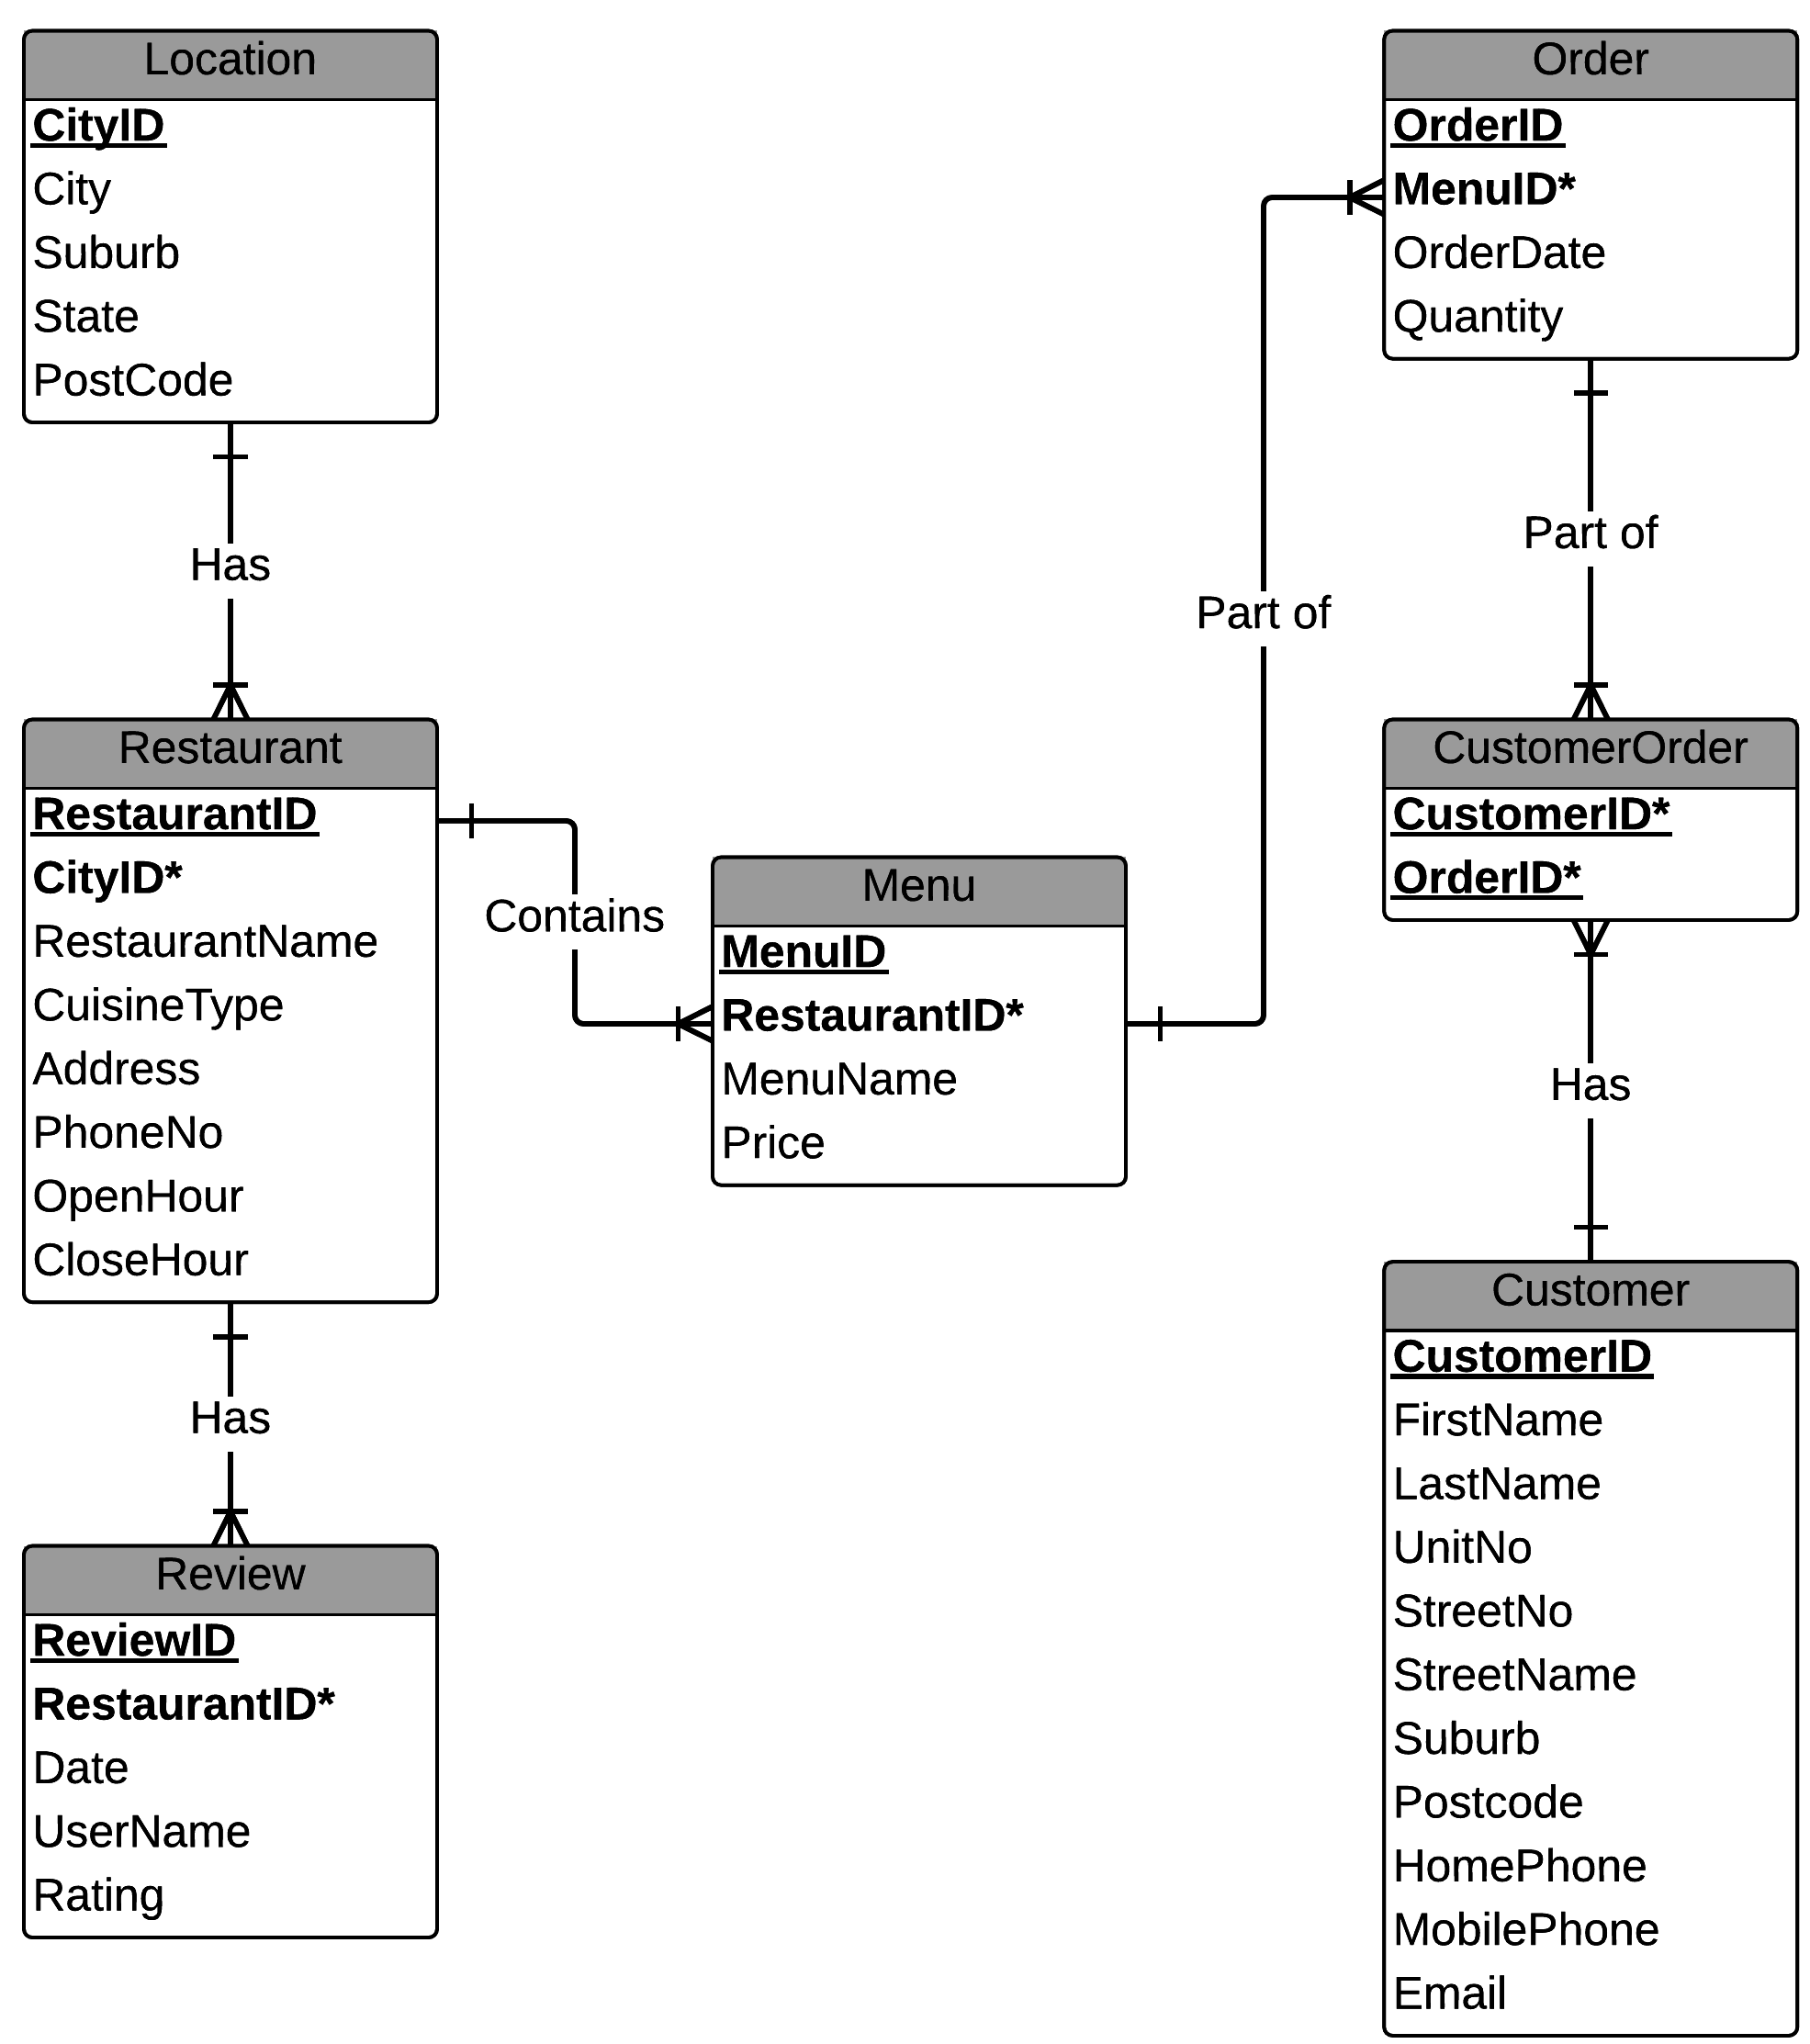 Location
CityID
City
Suburb
State
PostCode
Has
Restaurant
RestaurantID
CityID*
RestaurantName
CuisineType
Address
PhoneNo
OpenHour
CloseHour
Has
Review
ReviewID
RestaurantID*
Date
UserName
Rating
Contains
Menu
MenuID
RestaurantID*
MenuName
Price
Part of
Order
OrderID
MenuID*
OrderDate
Quantity
Part of
CustomerOrder
CustomerID*
OrderID*
Has
Customer
CustomerID
FirstName
LastName
UnitNo
StreetNo
StreetName
Suburb
Postcode
HomePhone
MobilePhone
Email